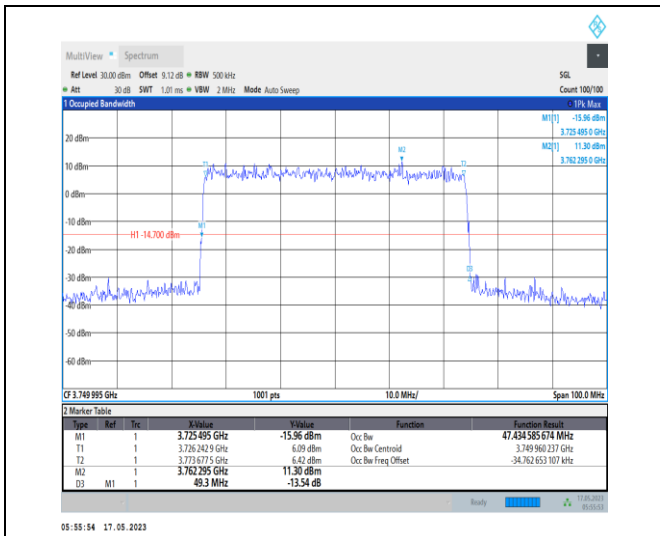 MultiView Spectrum
Ref Level 30.00 dBm Offset 9.12 dB RBW 500 kHz SGL
Att 30 dB SWT 1.01 ms VBW 2 MHz Mode Auto Sweep Count 100/100
1 Occupied Bandwidth 1Pk Max
M1[1] -15.96 dBm
3.725 495 0 GHz
M2[1] 11.30 dBm
3.762 295 0 GHz
20 dBm
M2
T1
T2
10 dBm
0 dBm
-10 dBm
M1
H1 -14.700 dBm
-20 dBm
D3
-30 dBm
-40 dBm
-50 dBm
-60 dBm
CF 3.749 995 GHz 1001 pts 10.0 MHz/ Span 100.0 MHz
2 Marker Table
Type Ref Trc X-Value Y-Value Function Function Result
M1 1 3.725 495 GHz -15.96 dBm Occ Bw 47.434 585 674 MHz
T1 1 3.726 242 9 GHz 6.09 dBm Occ Bw Centroid 3.749 960 237 GHz
T2 1 3.773 677 5 GHz 6.42 dBm Occ Bw Freq Offset -34.762 653 107 kHz
M2 1 3.762 295 GHz 11.30 dBm
D3 M1 1 49.3 MHz -13.54 dB
Ready 17.05.2023
05:55:53
05:55:54 17.05.2023